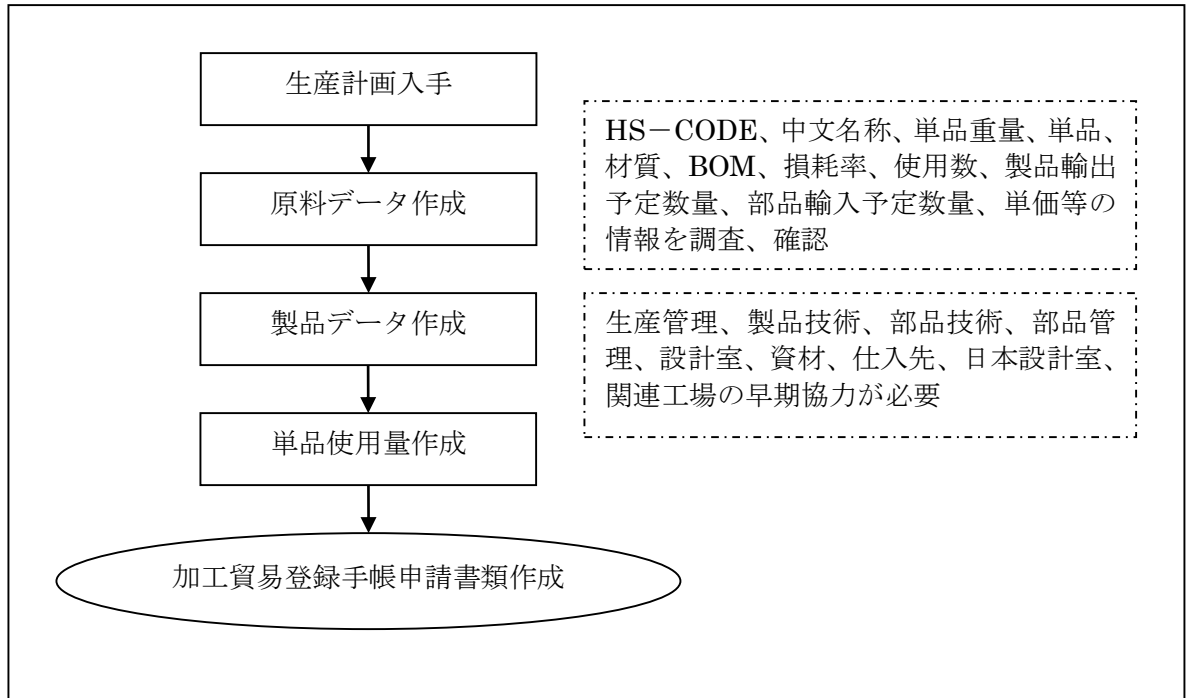 生産計画入手
原料データ作成
製品データ作成
単品使用量作成
加工貿易登録手帳申請書類作成
HS－CODE、中文名称、単品重量、単品、
材質、BOM、損耗率、使用数、製品輸出
予定数量、部品輸入予定数量、単価等の
情報を調査、確認
生産管理、製品技術、部品技術、部品管
理、設計室、資材、仕入先、日本設計室、
関連工場の早期協力が必要